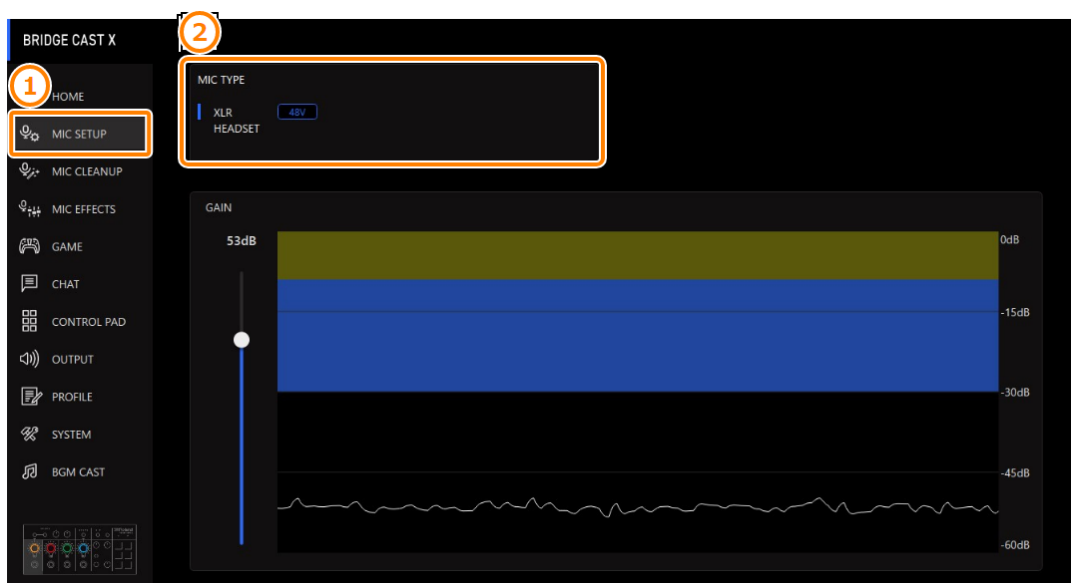 BRIDGE CAST X
1
2
HOME
MIC SETUP
MIC CLEANUP
MIC EFFECTS
GAME
CHAT
CONTROL PAD
OUTPUT
PROFILE
SYSTEM
BGM CAST
MIC TYPE
XLR 48V
HEADSET
GAIN
53dB
0dB
-15dB
-30dB
-45dB
-60dB